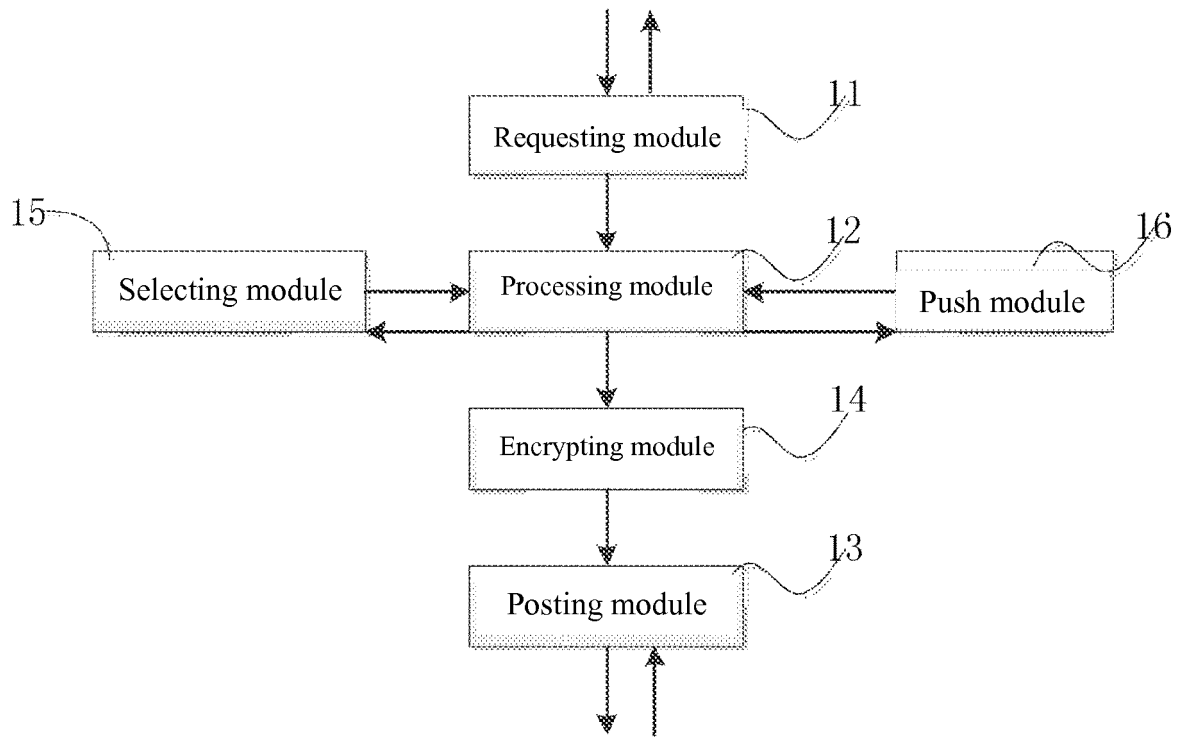 11
Requesting module
15
12
16
Selecting module
Processing module
Push module
14
Encrypting module
13
Posting module